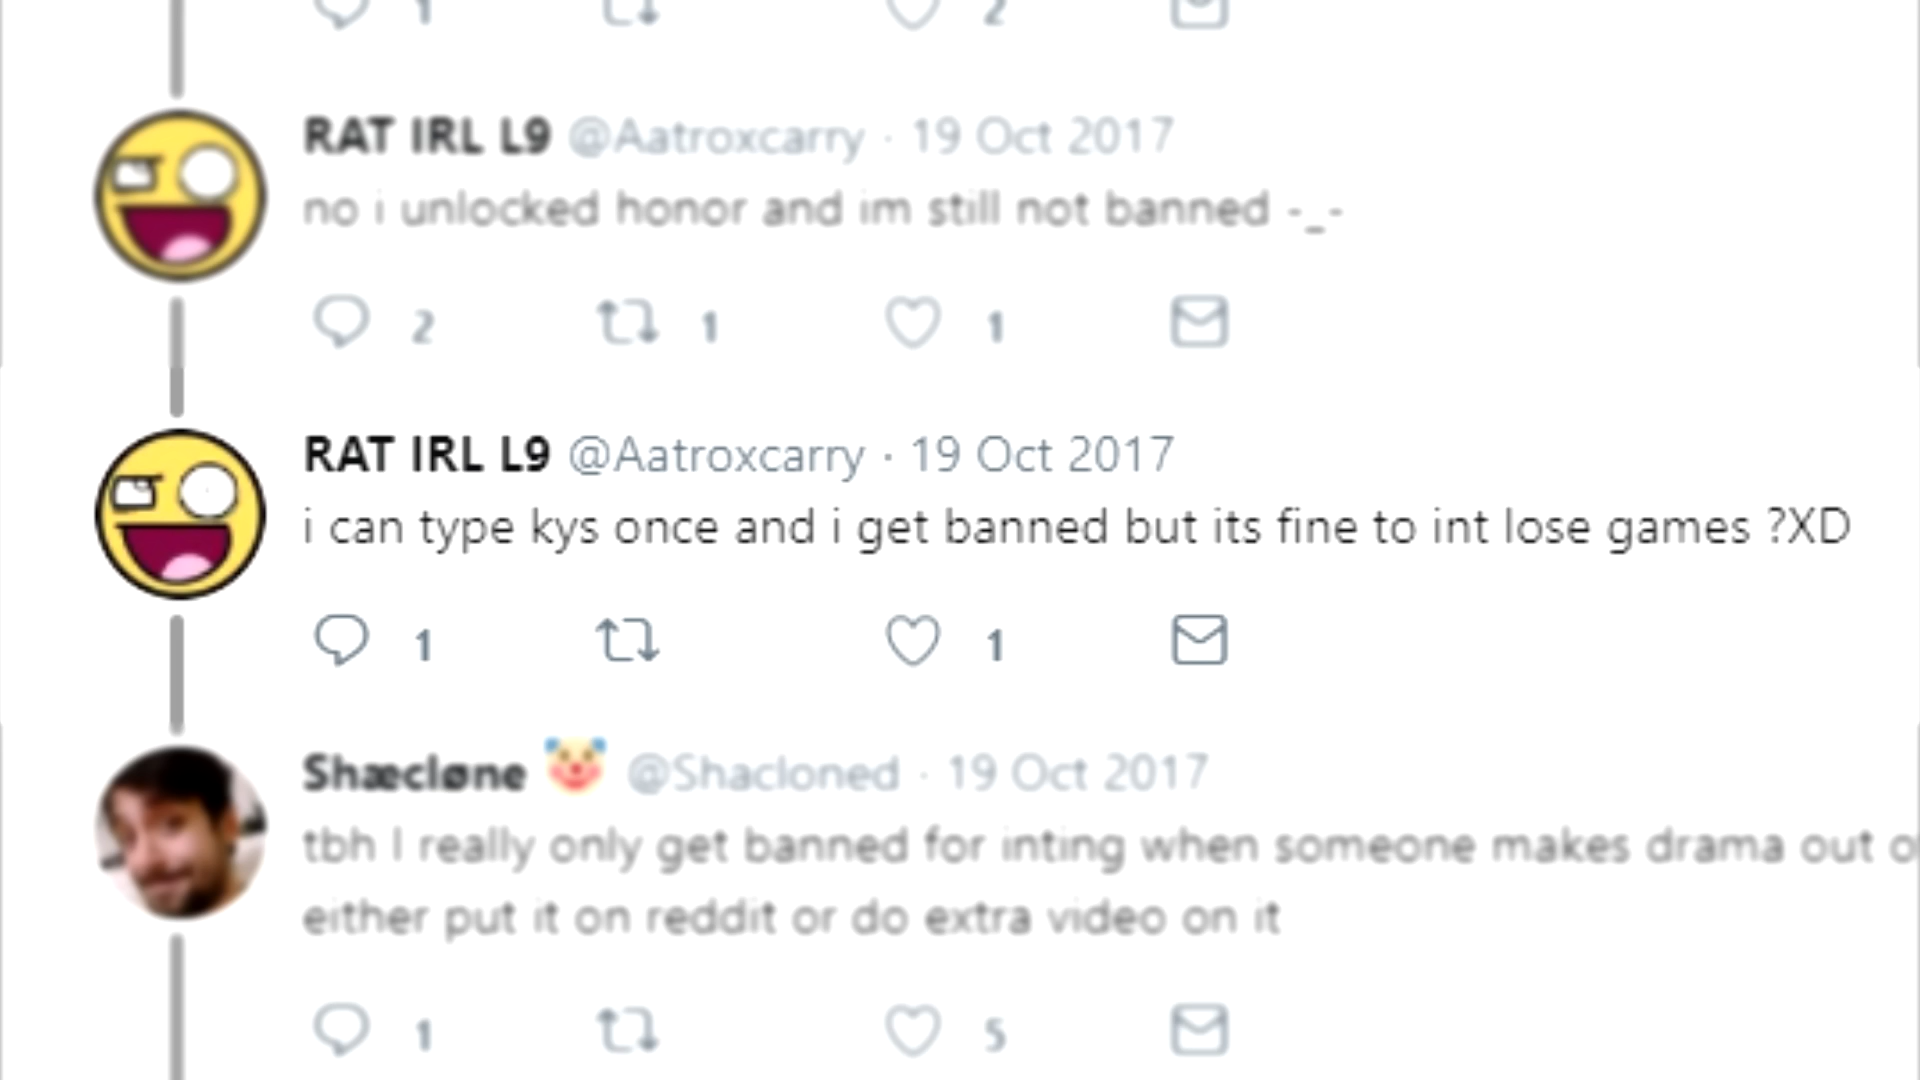 1 2
RAT IRL L9 @Aatroxcarry · 19 Oct 2017
no i unlocked honor and im still not banned -_-
2 1 1
RAT IRL L9 @Aatroxcarry · 19 Oct 2017
i can type kys once and i get banned but its fine to int lose games ?XD
1 1
Shæcløne 🤡 @Shacloned · 19 Oct 2017
tbh I really only get banned for inting when someone makes drama out
either put it on reddit or do extra video on it
1 5